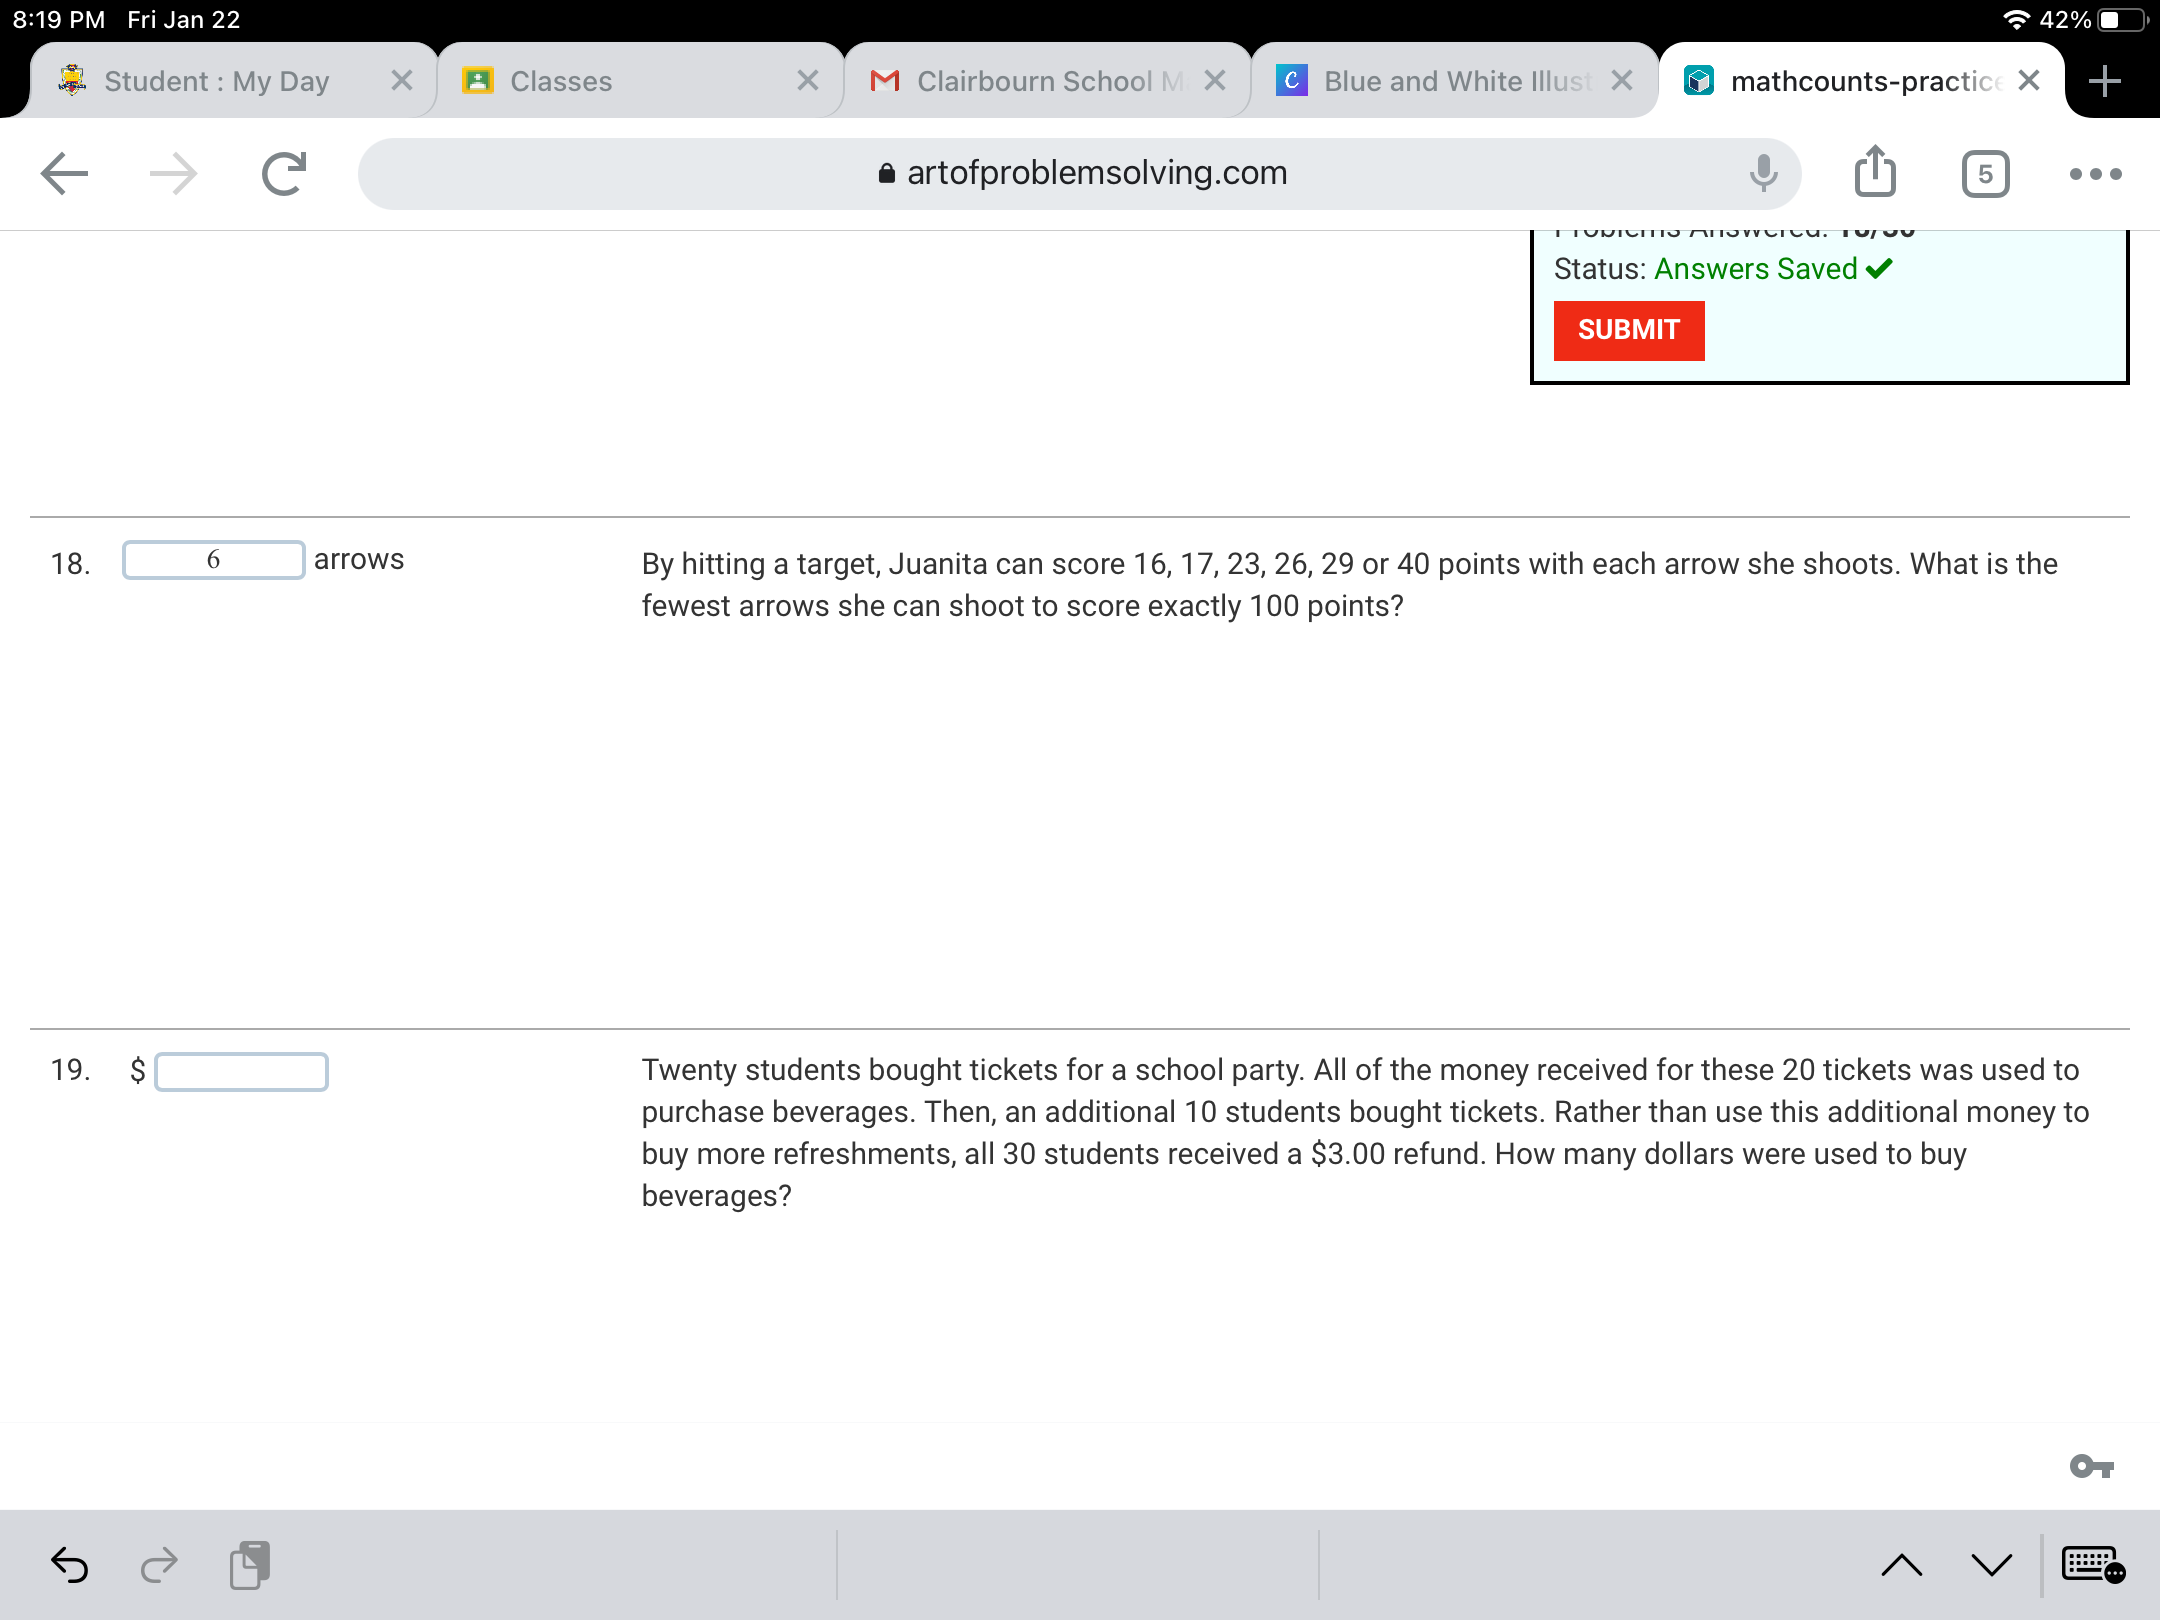 8:19 PM Fri Jan 22 42%
Student : My Day Classes Clairbourn School M Blue and White Illust mathcounts-practice
artofproblemsolving.com 5
Problems Answered: 18/30
Status: Answers Saved
SUBMIT
18. 6 arrows By hitting a target, Juanita can score 16, 17, 23, 26, 29 or 40 points with each arrow she shoots. What is the
fewest arrows she can shoot to score exactly 100 points?
19. $ Twenty students bought tickets for a school party. All of the money received for these 20 tickets was used to
purchase beverages. Then, an additional 10 students bought tickets. Rather than use this additional money to
buy more refreshments, all 30 students received a $3.00 refund. How many dollars were used to buy
beverages?